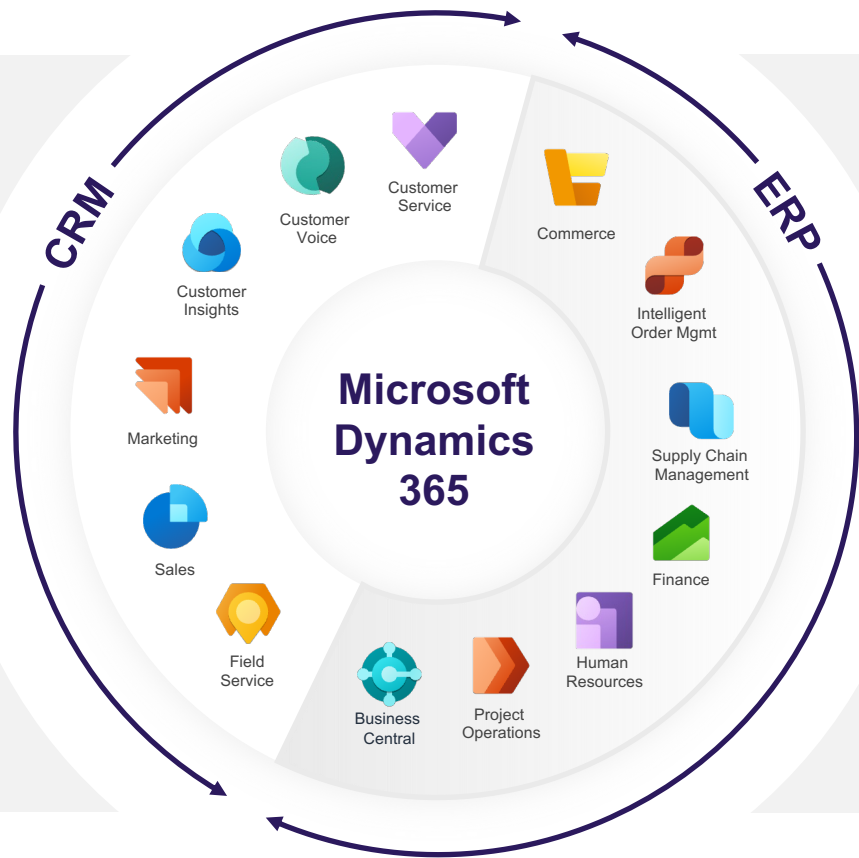 CRM
ERP
Microsoft
Dynamics
365
Customer
Service
Customer
Voice
Customer
Insights
Marketing
Sales
Field
Service
Commerce
Intelligent
Order Mgmt
Supply Chain
Management
Finance
Human
Resources
Project
Operations
Business
Central